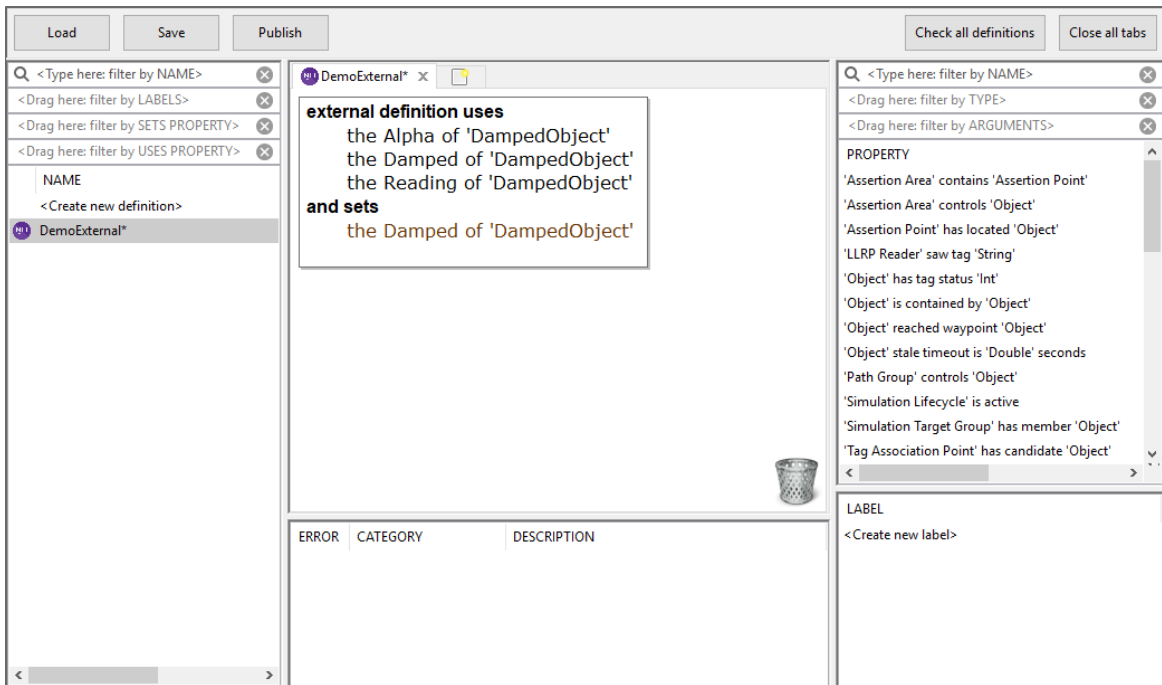 Load Save Publish Check all definitions Close all tabs
<Type here: filter by NAME>
<Drag here: filter by LABELS>
<Drag here: filter by SETS PROPERTY>
<Drag here: filter by USES PROPERTY>
NAME
<Create new definition>
DemoExternal*
DemoExternal*
external definition uses
the Alpha of 'DampedObject'
the Damped of 'DampedObject'
the Reading of 'DampedObject'
and sets
the Damped of 'DampedObject'
ERROR CATEGORY DESCRIPTION
<Type here: filter by NAME>
<Drag here: filter by TYPE>
<Drag here: filter by ARGUMENTS>
PROPERTY
'Assertion Area' contains 'Assertion Point'
'Assertion Area' controls 'Object'
'Assertion Point' has located 'Object'
'LLRP Reader' saw tag 'String'
'Object' has tag status 'Int'
'Object' is contained by 'Object'
'Object' reached waypoint 'Object'
'Object' stale timeout is 'Double' seconds
'Path Group' controls 'Object'
'Simulation Lifecycle' is active
'Simulation Target Group' has member 'Object'
'Tag Association Point' has candidate 'Object'
LABEL
<Create new label>